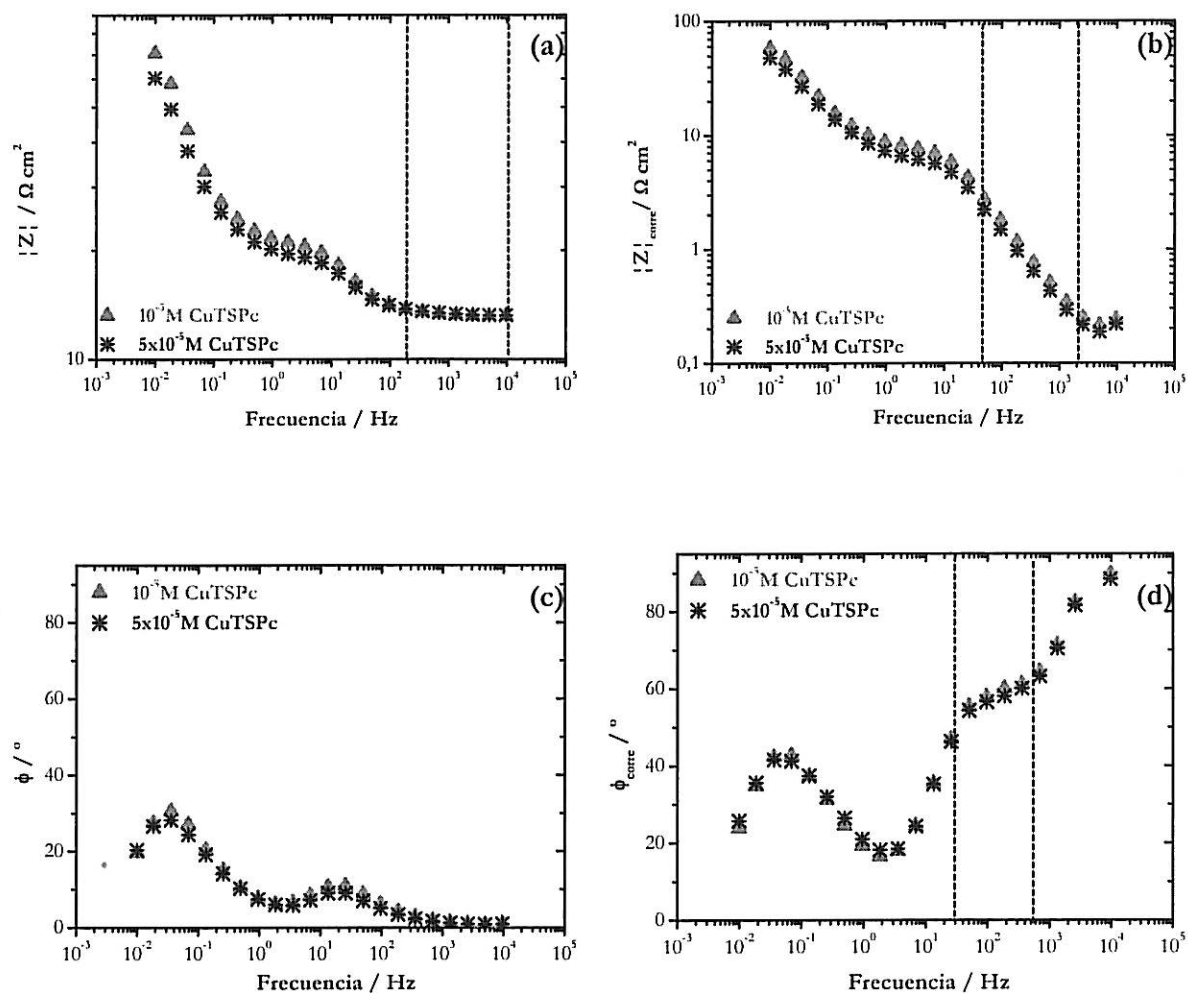 (a)
|Z| / Ω cm²
10
CuTSPc
5x10⁻⁵M CuTSPc
10⁻³ 10⁻² 10⁻¹ 10⁰ 10¹ 10² 10³ 10⁴ 10⁵
Frecuencia / Hz
(b)
|Z|corre / Ω cm²
100
10
1
0,1
CuTSPc
5x10⁻⁵M CuTSPc
10⁻³ 10⁻² 10⁻¹ 10⁰ 10¹ 10² 10³ 10⁴ 10⁵
Frecuencia / Hz
(c)
ϕ / °
80
60
40
20
0
CuTSPc
5x10⁻⁵M CuTSPc
10⁻³ 10⁻² 10⁻¹ 10⁰ 10¹ 10² 10³ 10⁴ 10⁵
Frecuencia / Hz
(d)
ϕcorre / °
80
60
40
20
0
CuTSPc
5x10⁻⁵M CuTSPc
10⁻³ 10⁻² 10⁻¹ 10⁰ 10¹ 10² 10³ 10⁴ 10⁵
Frecuencia / Hz